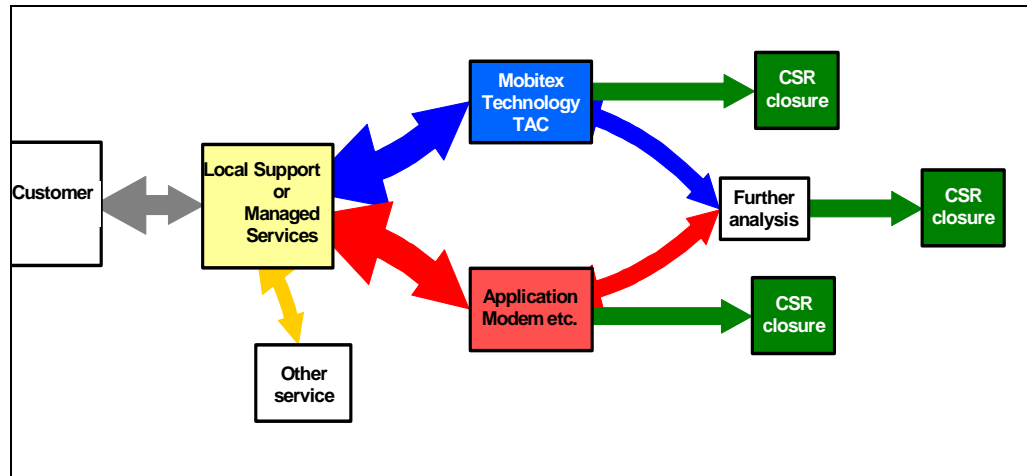 Customer
Local Support
or
Managed
Services
Other
service
Mobitex
Technology
TAC
Application
Modem etc.
CSR
closure
Further
analysis
CSR
closure
CSR
closure